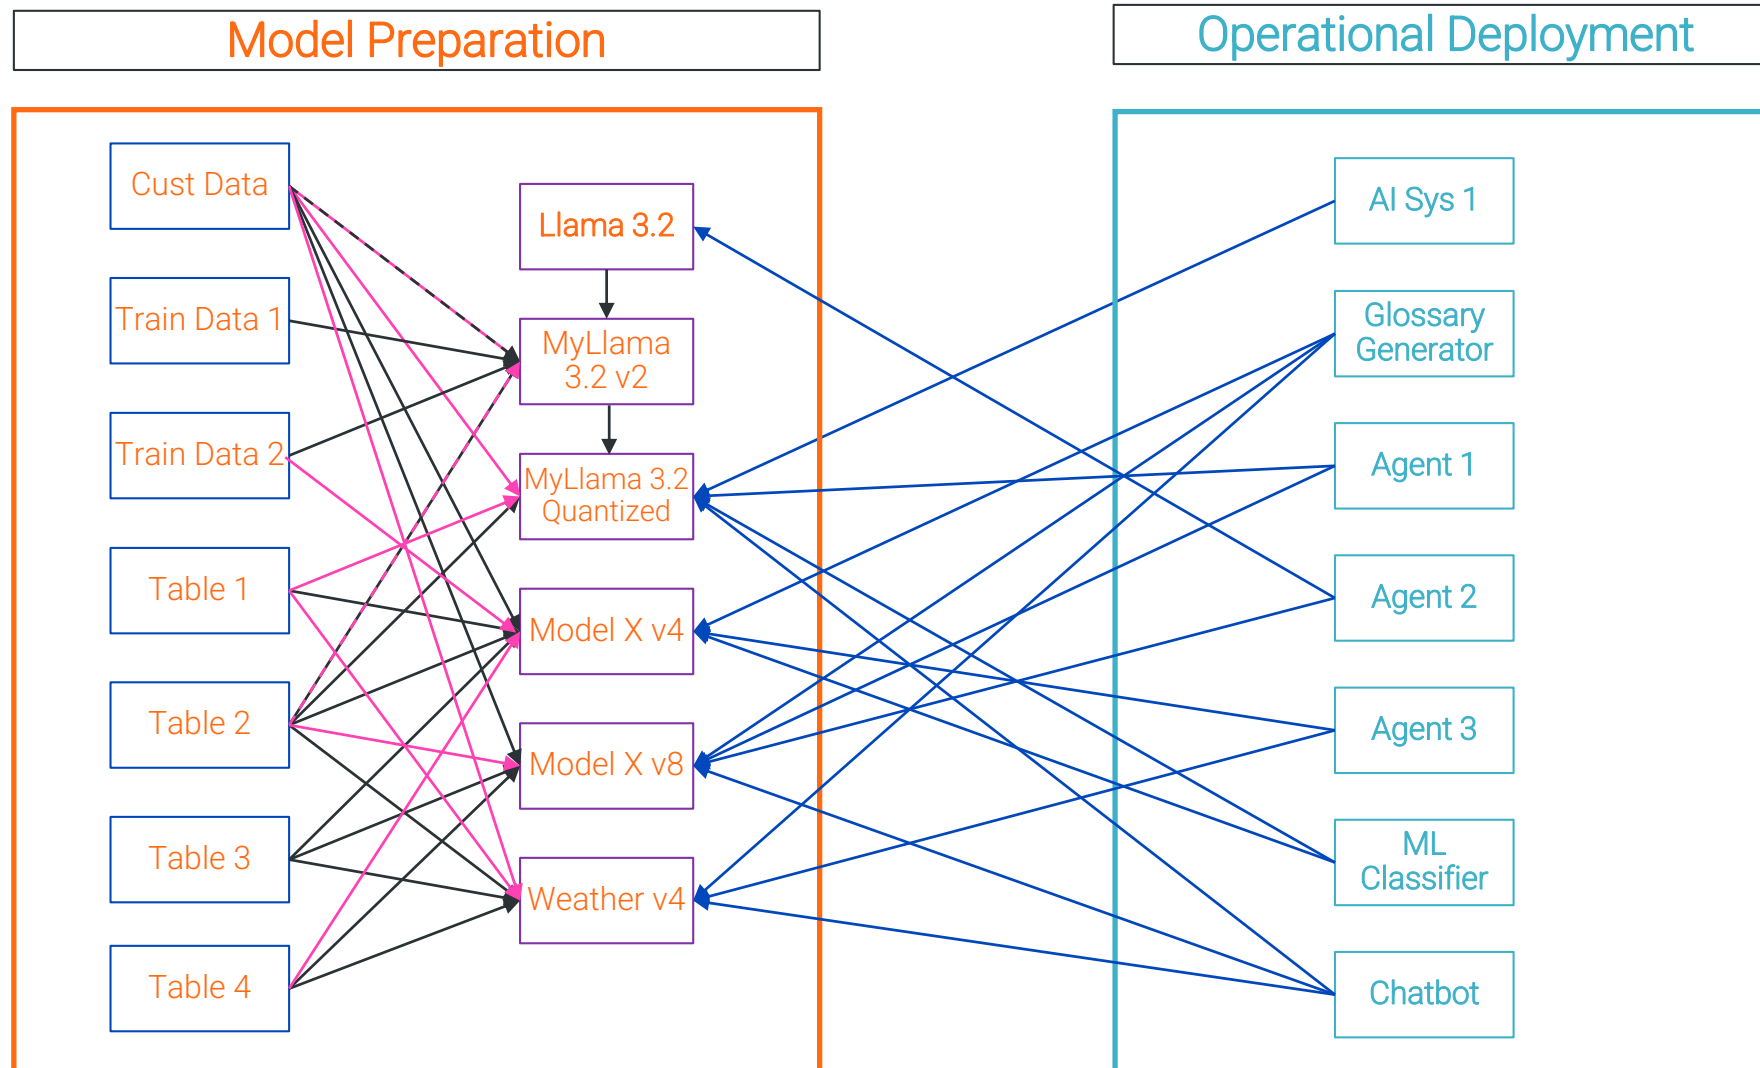 Model Preparation
Operational Deployment
Cust Data
Train Data 1
Train Data 2
Table 1
Table 2
Table 3
Table 4
Llama 3.2
MyLlama
3.2 v2
MyLlama 3.2
Quantized
Model X v4
Model X v8
Weather v4
AI Sys 1
Glossary
Generator
Agent 1
Agent 2
Agent 3
ML
Classifier
Chatbot